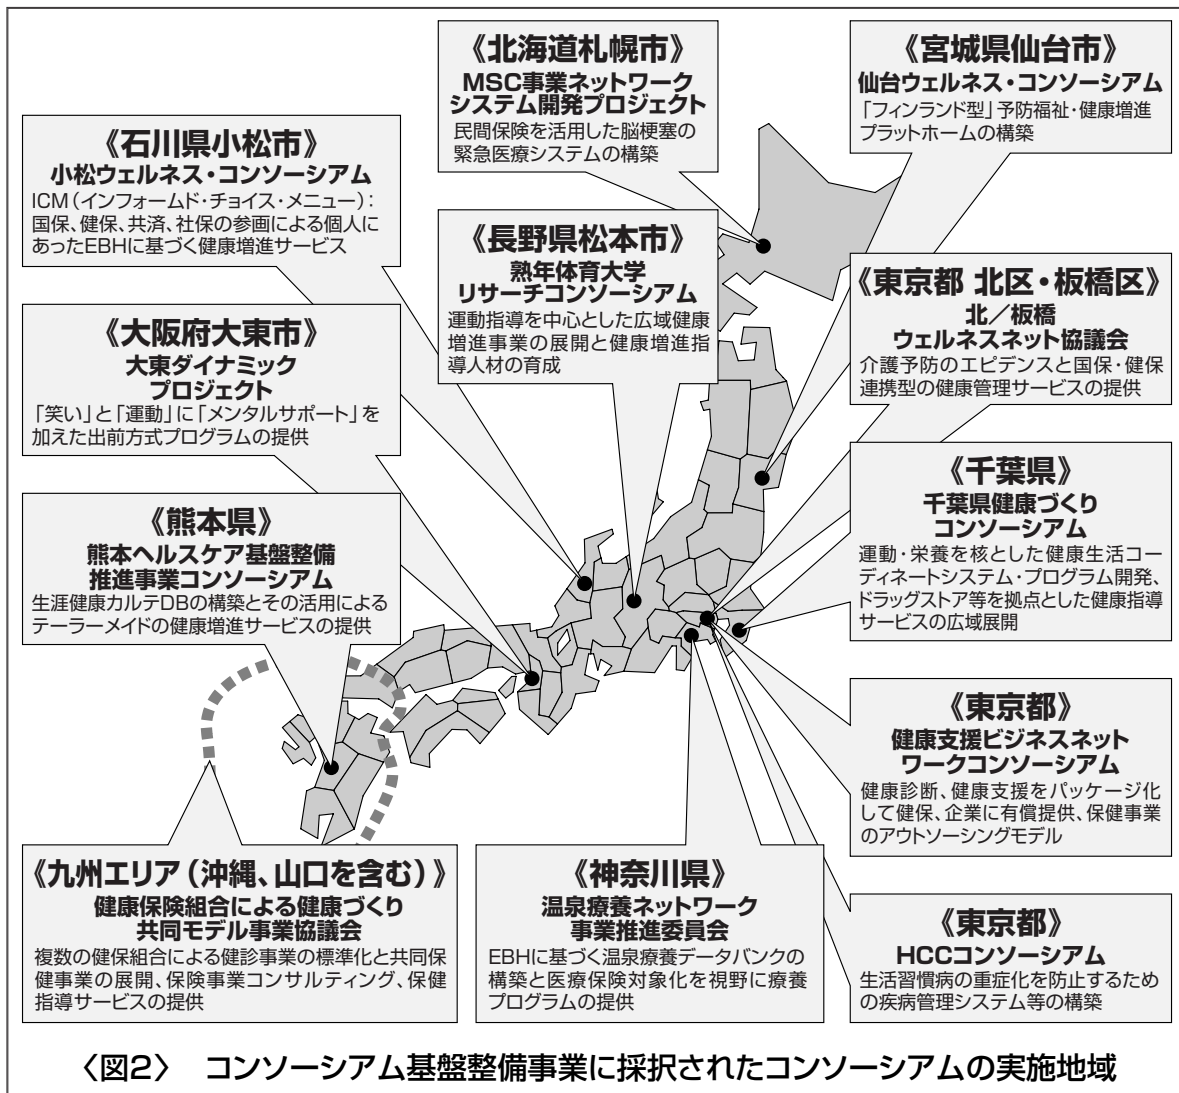 《北海道札幌市》
MSC事業ネットワーク
システム開発プロジェクト
民間保険を活用した脳梗塞の
緊急医療システムの構築
《宮城県仙台市》
仙台ウェルネス・コンソーシアム
「フィンランド型」予防福祉・健康増進
プラットホームの構築
《石川県小松市》
小松ウェルネス・コンソーシアム
ICM(インフォームド・チョイス・メニュー):
国保、健保、共済、社保の参画による個人に
あったEBHに基づく健康増進サービス
《長野県松本市》
熟年体育大学
リサーチコンソーシアム
運動指導を中心とした広域健康
増進事業の展開と健康増進指
導人材の育成
《東京都 北区・板橋区》
北／板橋
ウェルネスネット協議会
介護予防のエビデンスと国保・健保
連携型の健康管理サービスの提供
《大阪府大東市》
大東ダイナミック
プロジェクト
「笑い」と「運動」に「メンタルサポート」を
加えた出前方式プログラムの提供
《千葉県》
千葉県健康づくり
コンソーシアム
運動・栄養を核とした健康生活コー
ディネートシステム・プログラム開発、
ドラッグストア等を拠点とした健康指導
サービスの広域展開
《熊本県》
熊本ヘルスケア基盤整備
推進事業コンソーシアム
生涯健康カルテDBの構築とその活用による
テーラーメイドの健康増進サービスの提供
《東京都》
健康支援ビジネスネット
ワークコンソーシアム
健康診断、健康支援をパッケージ化
して健保、企業に有償提供、保健事業
のアウトソーシングモデル
《九州エリア(沖縄、山口を含む)》
健康保険組合による健康づくり
共同モデル事業協議会
複数の健保組合による健診事業の標準化と共同保
健事業の展開、保険事業コンサルティング、保健
指導サービスの提供
《神奈川県》
温泉療養ネットワーク
事業推進委員会
EBHに基づく温泉療養データバンクの
構築と医療保険対象化を視野に療養
プログラムの提供
《東京都》
HCCコンソーシアム
生活習慣病の重症化を防止するため
の疾病管理システム等の構築
〈図2〉 コンソーシアム基盤整備事業に採択されたコンソーシアムの実施地域